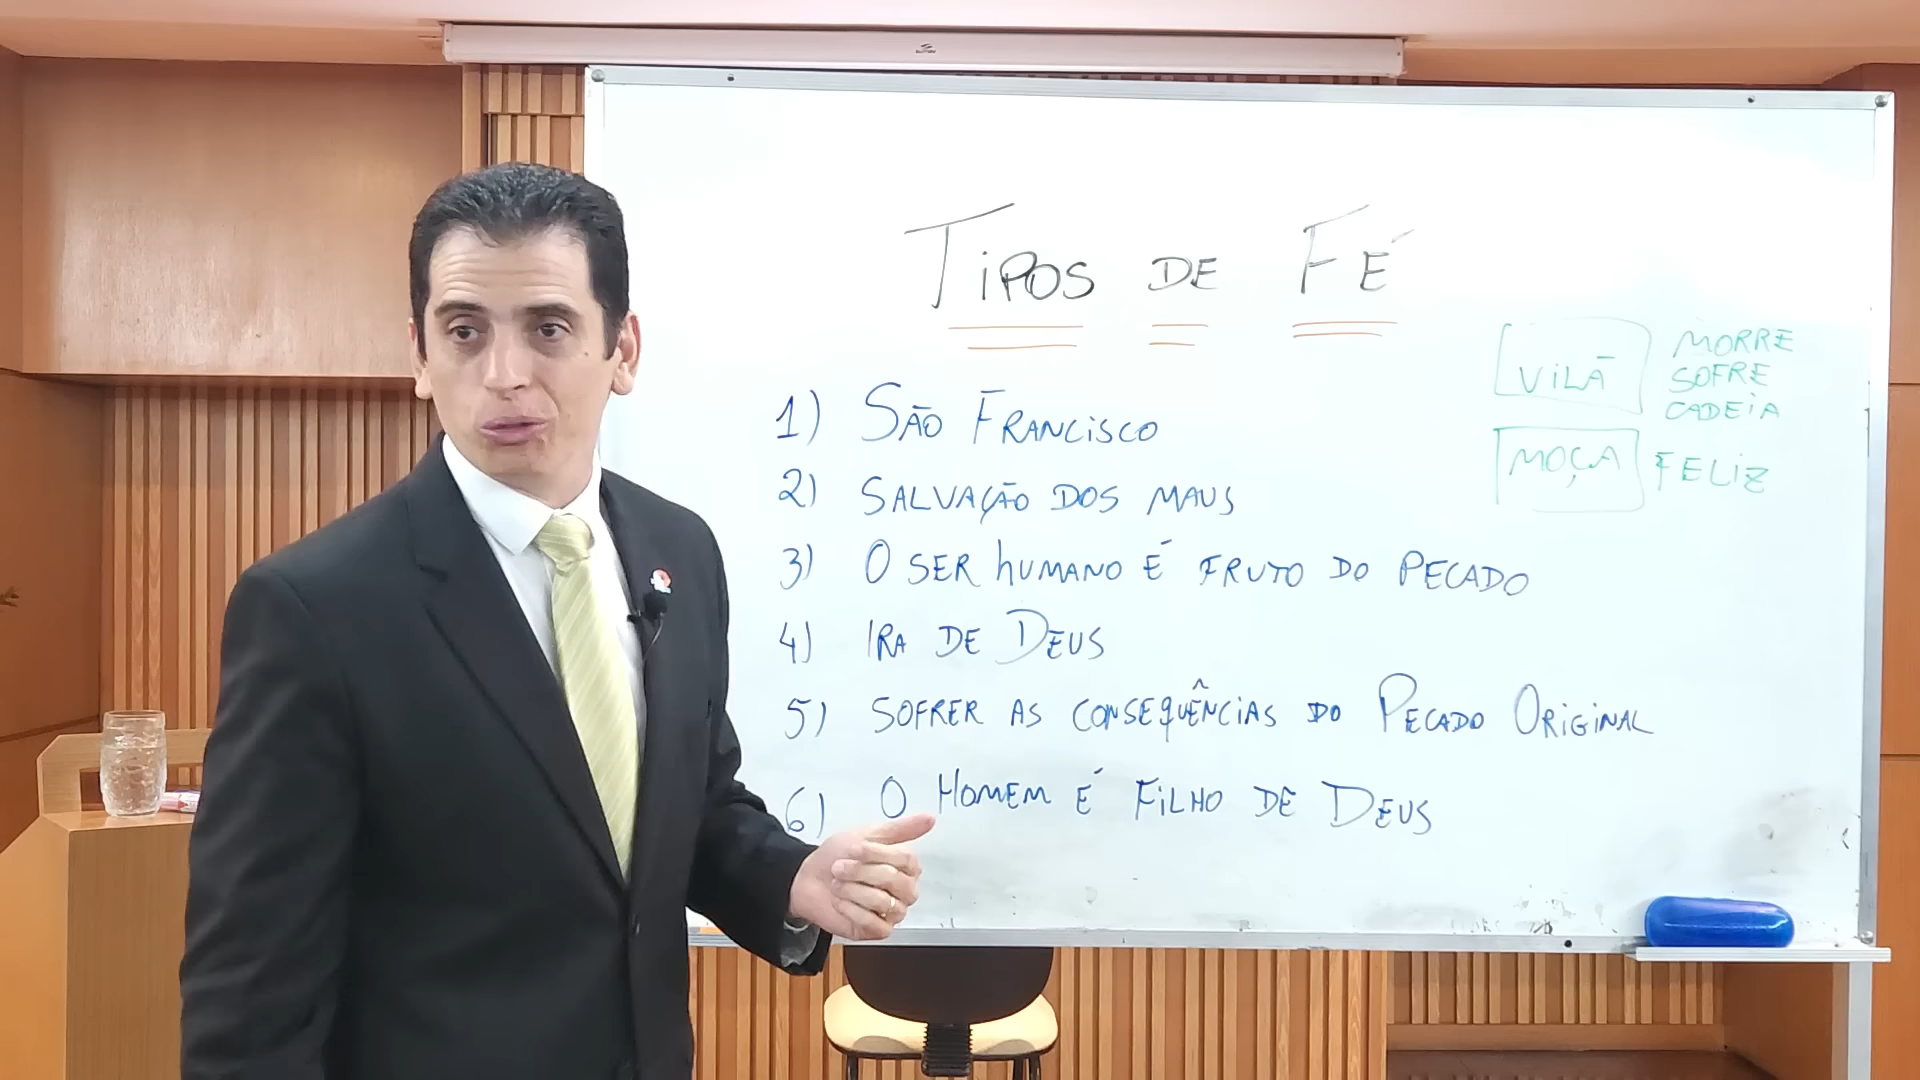 TIPOS DE FÉ
1) SÃO FRANCISCO
2) SALVAÇÃO DOS MAUS
3) O SER HUMANO É FRUTO DO PECADO
4) IRA DE DEUS
5) SOFRER AS CONSEQUÊNCIAS DO PECADO ORIGINAL
6) O HOMEM É FILHO DE DEUS
VILÃ
MORRE
SOFRE
CADEIA
MOÇA
FELIZ